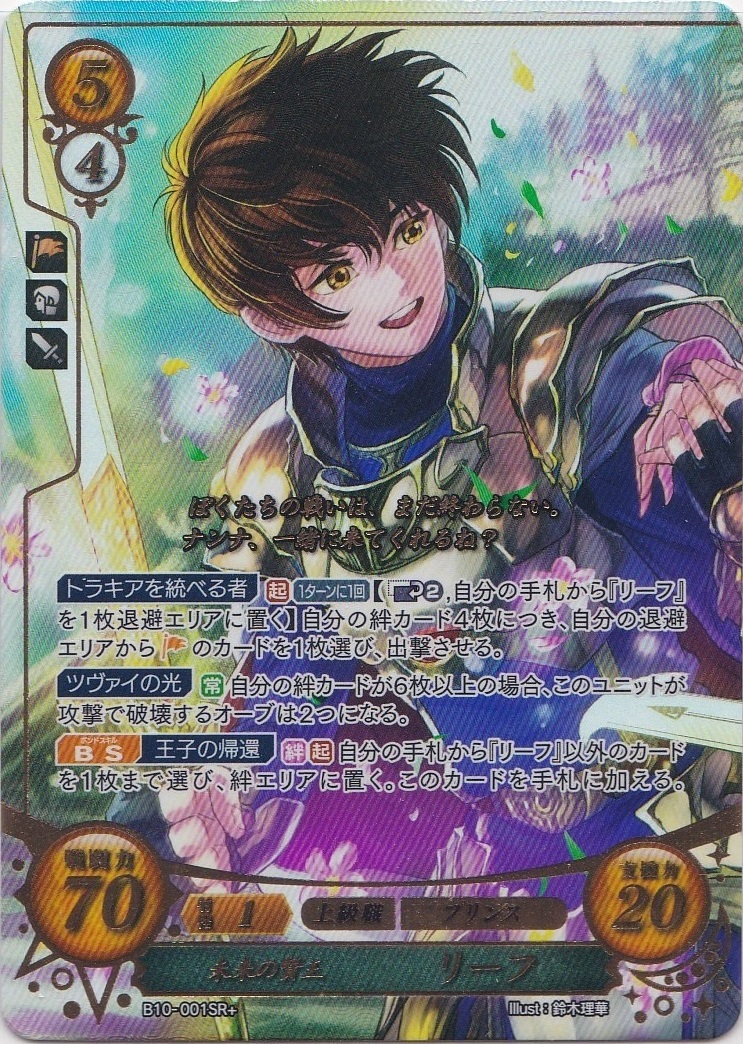 5
4
ぼくたちの戦いは、まだ終わらない。
ナンナ、一緒に来てくれるね？
トラキアを統べる者 起 1ターンに1回 【2,自分の手札から『リーフ』
を1枚退避エリアに置く】自分の絆カード4枚につき、自分の退避
エリアから のカードを1枚選び、出撃させる。
ツヴァイの光 常 自分の絆カードが6枚以上の場合、このユニットが
攻撃で破壊するオーブは2つになる。
ボンドスキル
BS 王子の帰還 絆 起 自分の手札から『リーフ』以外のカード
を1枚まで選び、絆エリアに置く。このカードを手札に加える。
戦闘力
70
射程 1 上級職 プリンス
支援力
20
未来の賢王 リーフ
B10-001SR+ Illust：鈴木理華